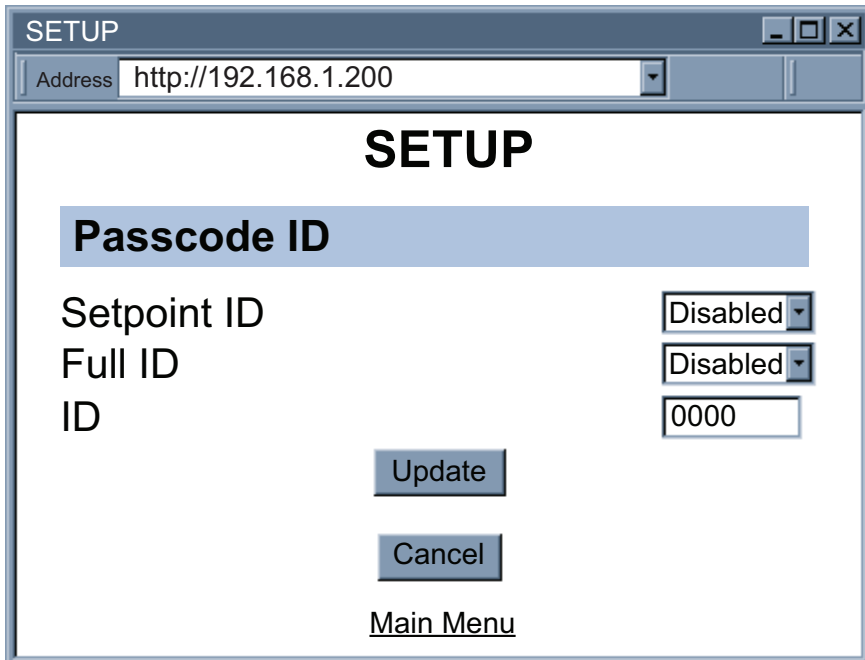 SETUP
Address http://192.168.1.200
SETUP
Passcode ID
Setpoint ID Disabled
Full ID Disabled
ID 0000
Update
Cancel
Main Menu